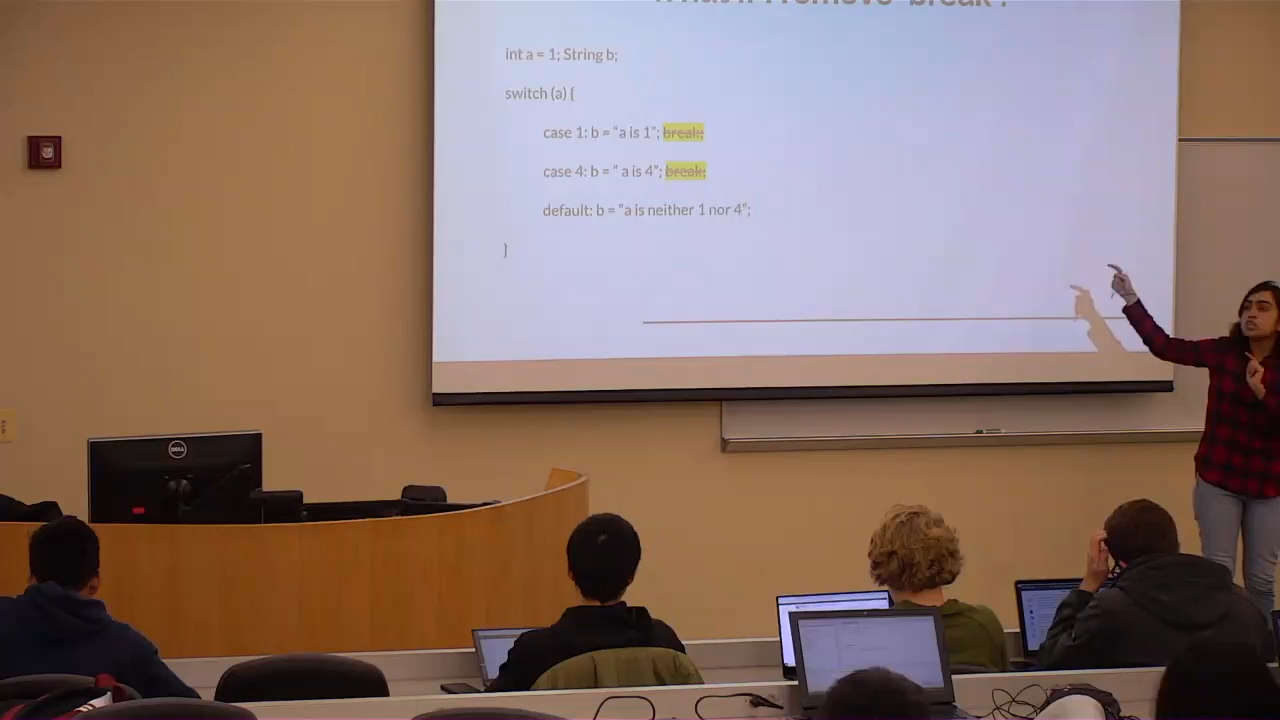 int a = 1; String b;
switch (a) {
case 1: b = “a is 1”; break;
case 4: b = “ a is 4”; break;
default: b = “a is neither 1 nor 4”;
}
DELL